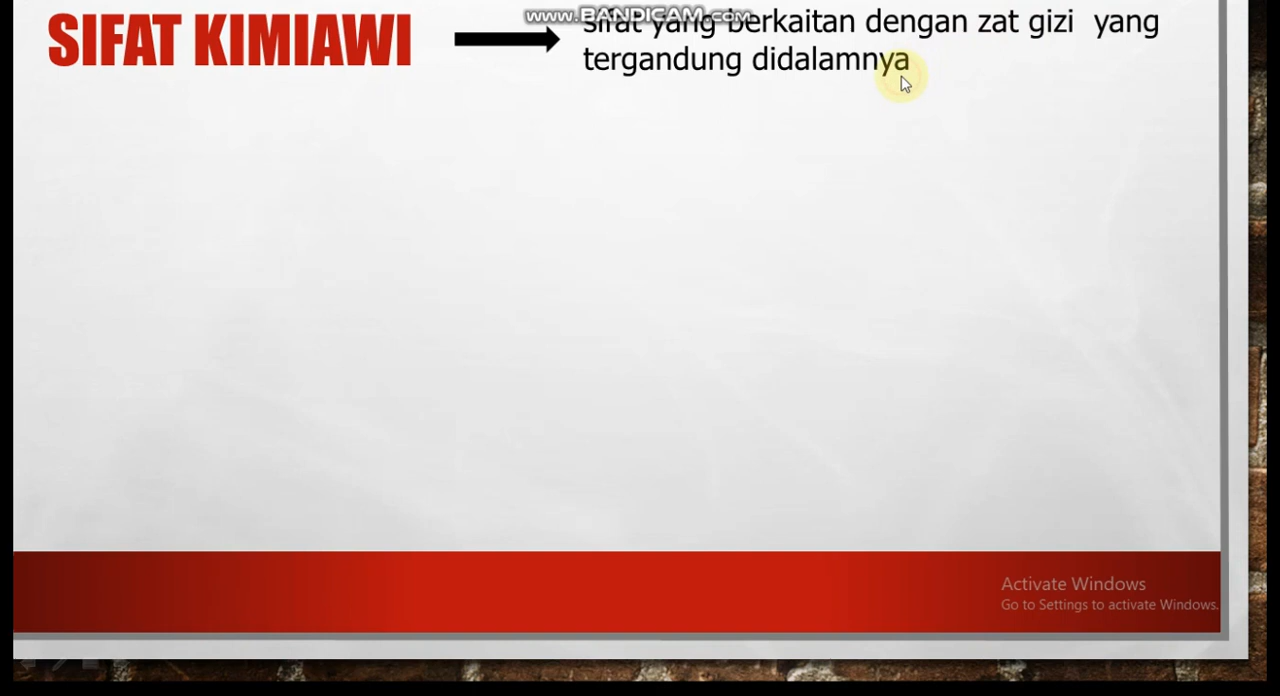 www.BANDICAM.com
SIFAT KIMIAWI
sifat yang berkaitan dengan zat gizi yang
tergandung didalamnya
Activate Windows
Go to Settings to activate Windows.